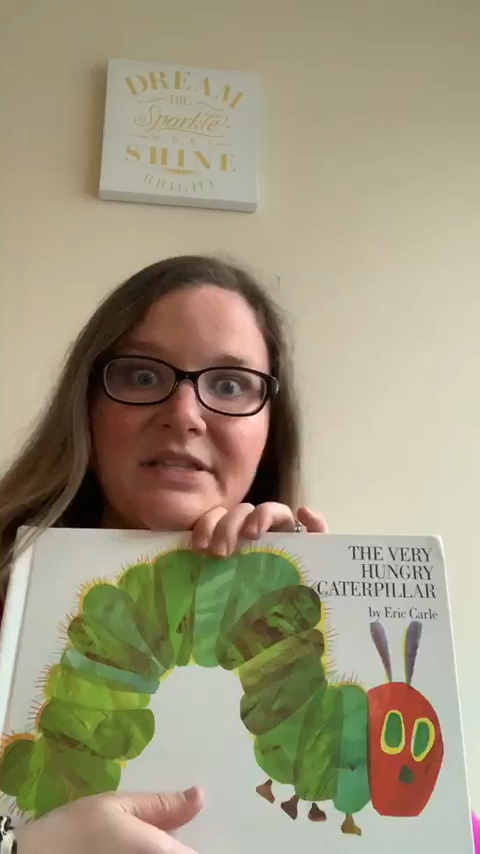 DREAM
BIG
Sparkle
MORE
SHINE
BRIGHT
THE VERY
HUNGRY
CATERPILLAR
by Eric Carle